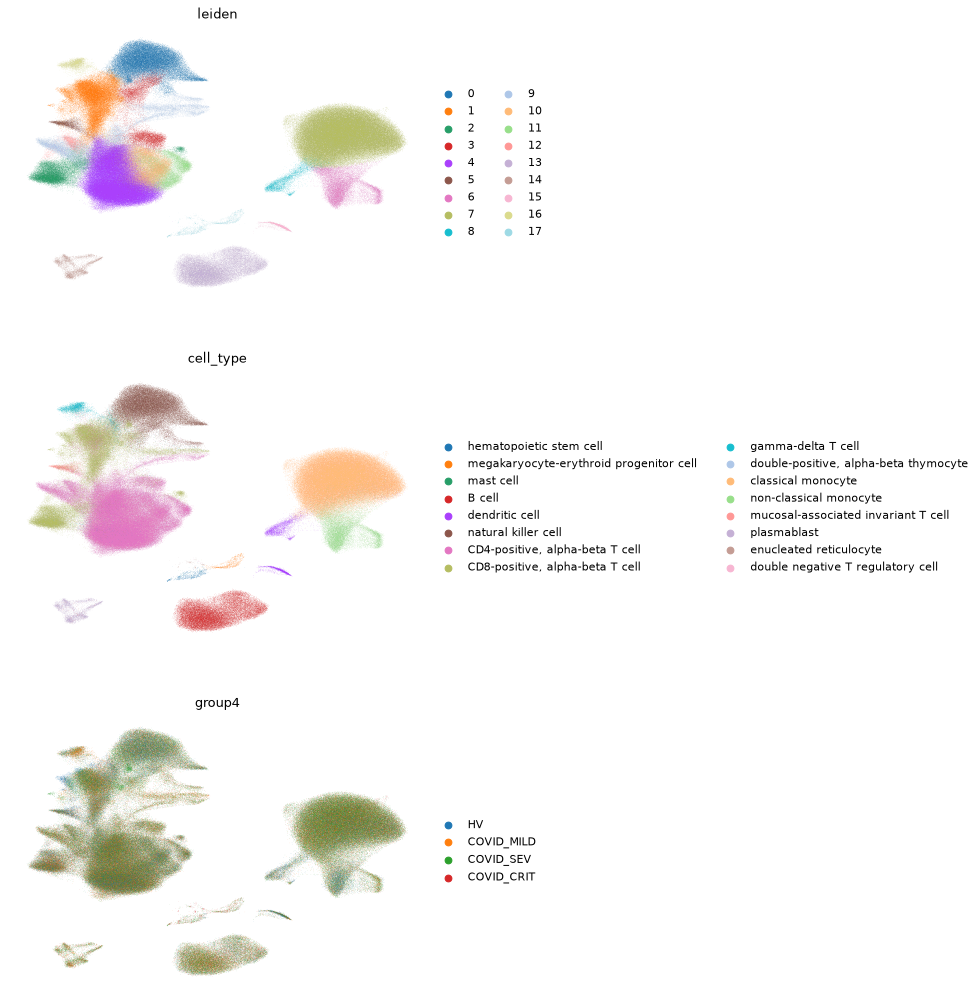 leiden
0 9
1 10
2 11
3 12
4 13
5 14
6 15
7 16
8 17
cell_type
hematopoietic stem cell gamma-delta T cell
megakaryocyte-erythroid progenitor cell double-positive, alpha-beta thymocyte
mast cell classical monocyte
B cell non-classical monocyte
dendritic cell mucosal-associated invariant T cell
natural killer cell plasmablast
CD4-positive, alpha-beta T cell enucleated reticulocyte
CD8-positive, alpha-beta T cell double negative T regulatory cell
group4
HV
COVID_MILD
COVID_SEV
COVID_CRIT